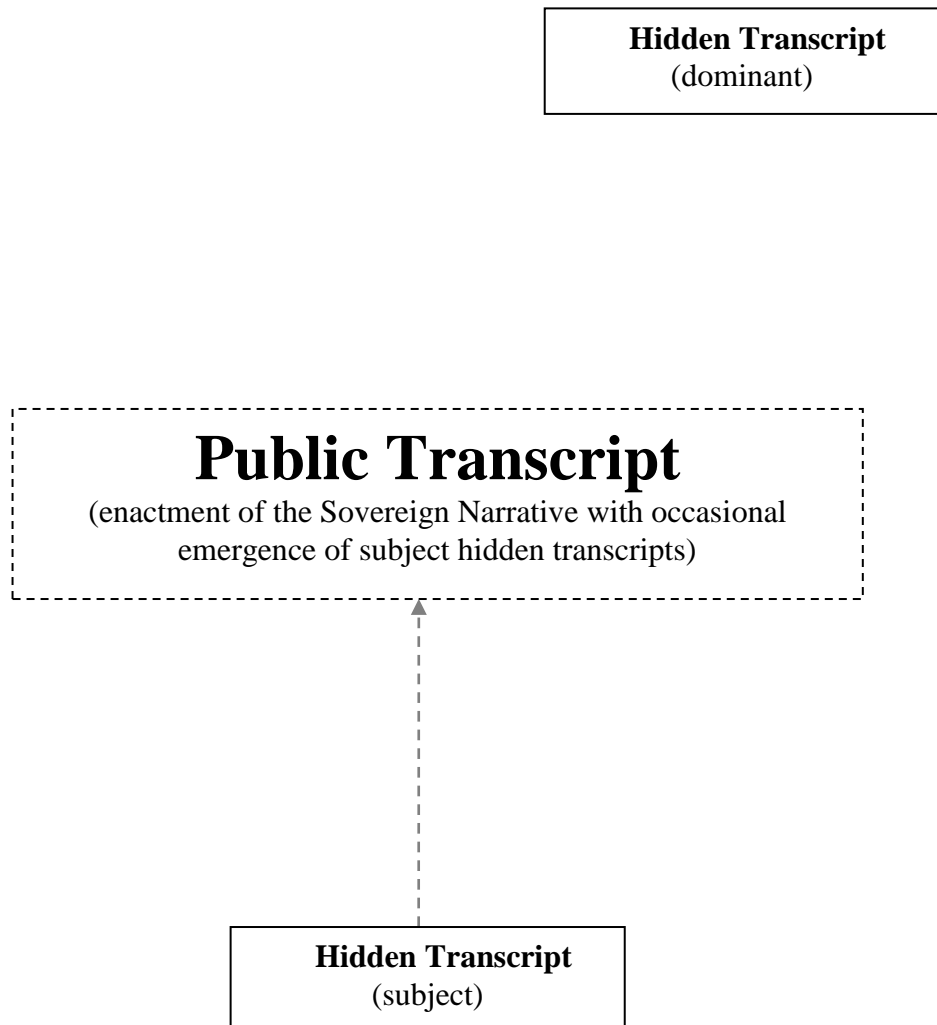 Hidden Transcript
(dominant)
Public Transcript
(enactment of the Sovereign Narrative with occasional
emergence of subject hidden transcripts)
Hidden Transcript
(subject)